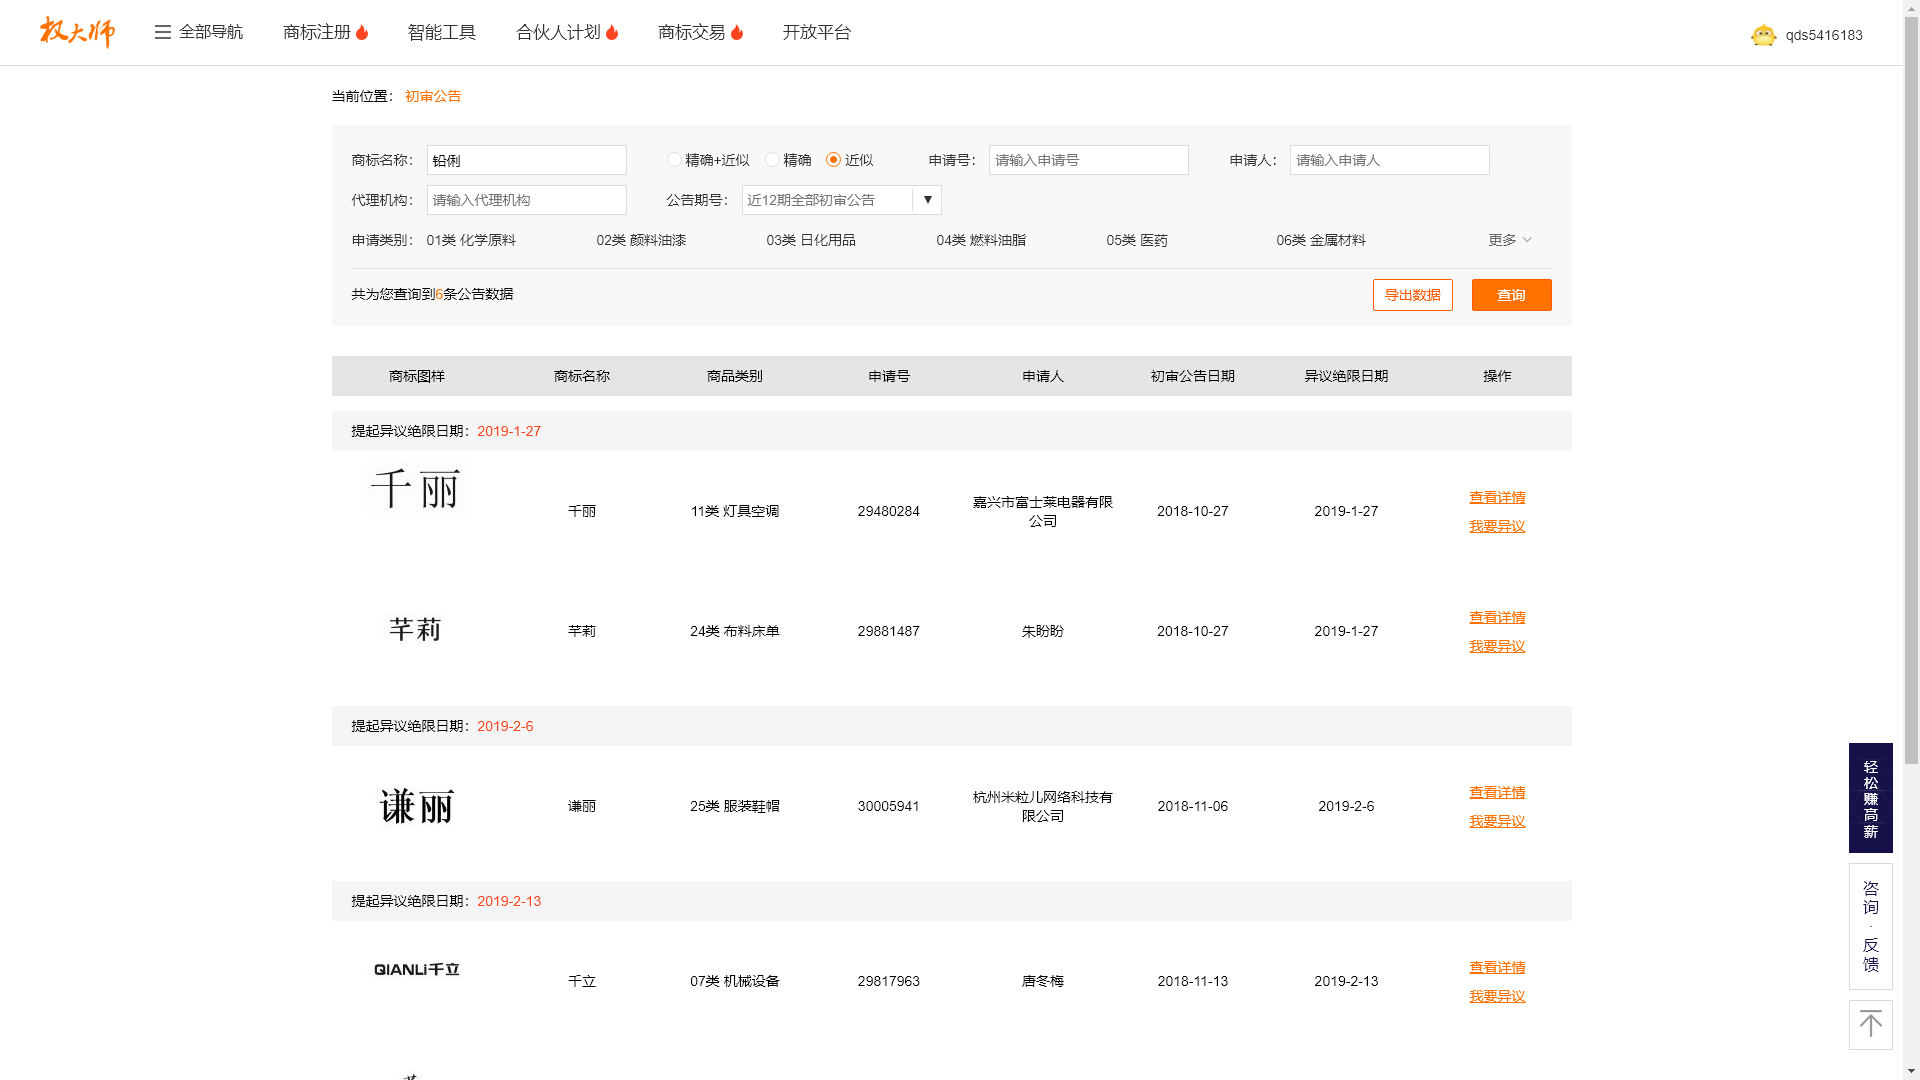 权大师 全部导航 商标注册 智能工具 合伙人计划 商标交易 开放平台 qds5416183
当前位置： 初审公告
商标名称： 铅俐 精确+近似 精确 近似 申请号： 请输入申请号 申请人： 请输入申请人
代理机构： 请输入代理机构 公告期号： 近12期全部初审公告 ▼
申请类别： 01类 化学原料 02类 颜料油漆 03类 日化用品 04类 燃料油脂 05类 医药 06类 金属材料 更多
共为您查询到6条公告数据 导出数据 查询
商标图样 商标名称 商品类别 申请号 申请人 初审公告日期 异议绝限日期 操作
提起异议绝限日期：2019-1-27
千丽 千丽 11类 灯具空调 29480284 嘉兴市富士莱电器有限公司 2018-10-27 2019-1-27 查看详情
我要异议
芊莉 芊莉 24类 布料床单 29881487 朱盼盼 2018-10-27 2019-1-27 查看详情
我要异议
提起异议绝限日期：2019-2-6
谦丽 谦丽 25类 服装鞋帽 30005941 杭州米粒儿网络科技有限公司 2018-11-06 2019-2-6 查看详情
我要异议
提起异议绝限日期：2019-2-13
QIANLi千立 千立 07类 机械设备 29817963 唐冬梅 2018-11-13 2019-2-13 查看详情
我要异议
轻松赚高薪
咨询·反馈